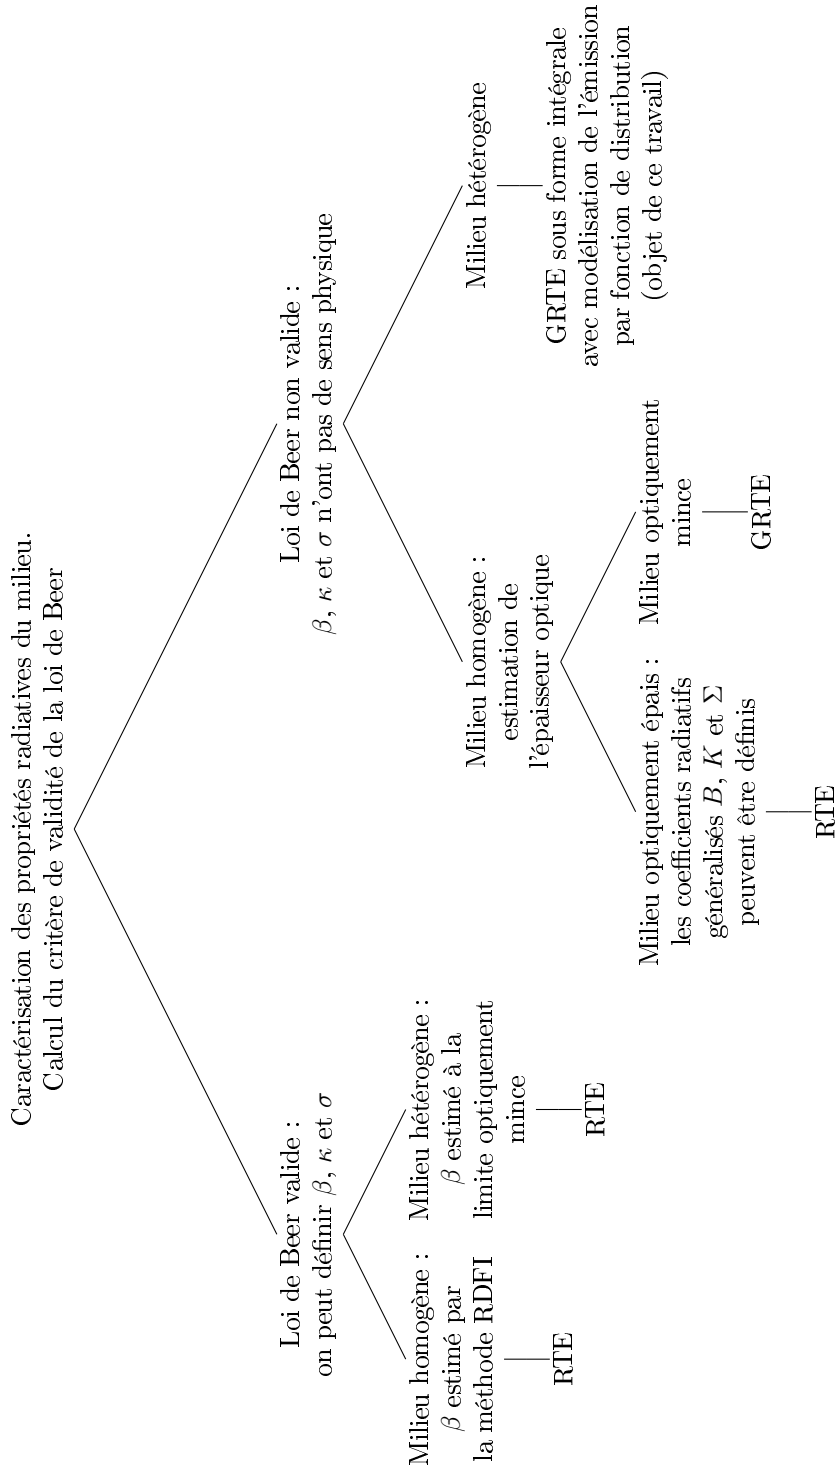 Caractérisation des propriétés radiatives du milieu.
Calcul du critère de validité de la loi de Beer
Loi de Beer valide :
on peut définir β, κ et σ
Milieu homogène :
β estimé par
la méthode RDFI
RTE
Milieu hétérogène :
β estimé à la
limite optiquement
mince
RTE
Loi de Beer non valide :
β, κ et σ n'ont pas de sens physique
Milieu homogène :
estimation de
l'épaisseur optique
Milieu optiquement épais :
les coefficients radiatifs
généralisés B, K et Σ
peuvent être définis
RTE
Milieu optiquement
mince
GRTE
Milieu hétérogène
GRTE sous forme intégrale
avec modélisation de l'émission
par fonction de distribution
(objet de ce travail)